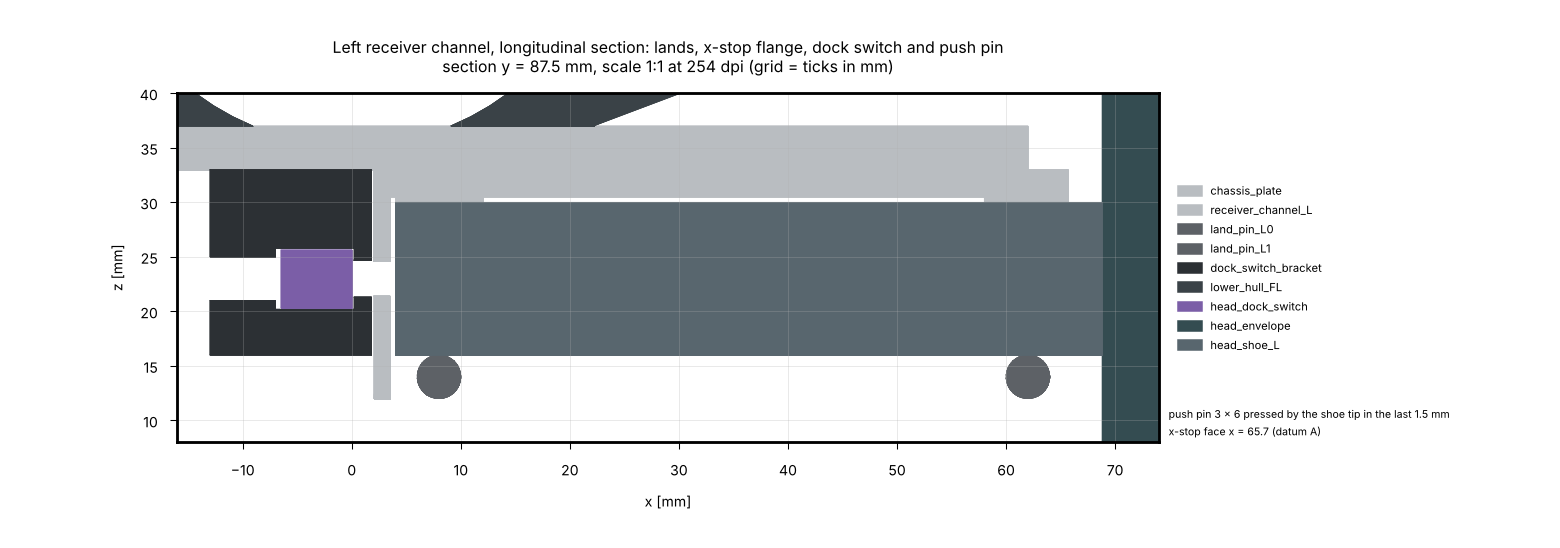 Left receiver channel, longitudinal section: lands, x-stop flange, dock switch and push pin
section y = 87.5 mm, scale 1:1 at 254 dpi (grid = ticks in mm)
40
35
30
25
20
15
10
z [mm]
−10
0
10
20
30
40
50
60
70
x [mm]
chassis_plate
receiver_channel_L
land_pin_L0
land_pin_L1
dock_switch_bracket
lower_hull_FL
head_dock_switch
head_envelope
head_shoe_L
push pin 3 × 6 pressed by the shoe tip in the last 1.5 mm
x-stop face x = 65.7 (datum A)